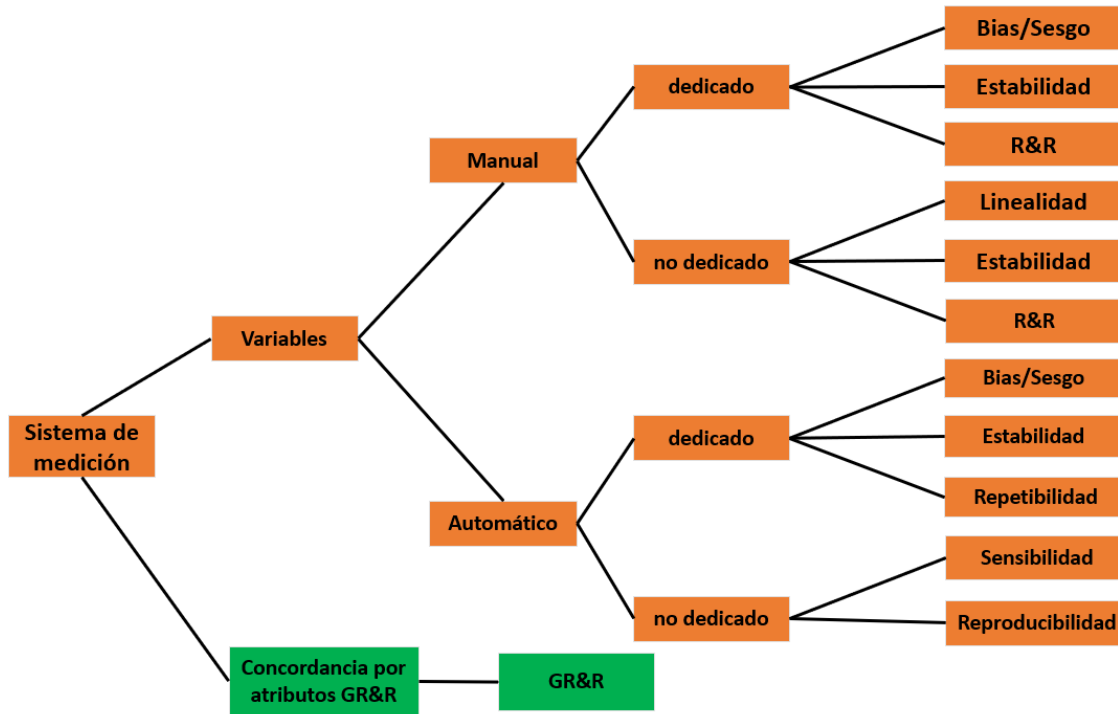 Bias/Sesgo
dedicado
Estabilidad
R&R
Manual
Linealidad
no dedicado
Estabilidad
R&R
Variables
Bias/Sesgo
Sistema de
medición
dedicado
Estabilidad
Repetibilidad
Automático
Sensibilidad
no dedicado
Reproducibilidad
Concordancia por
atributos GR&R
GR&R